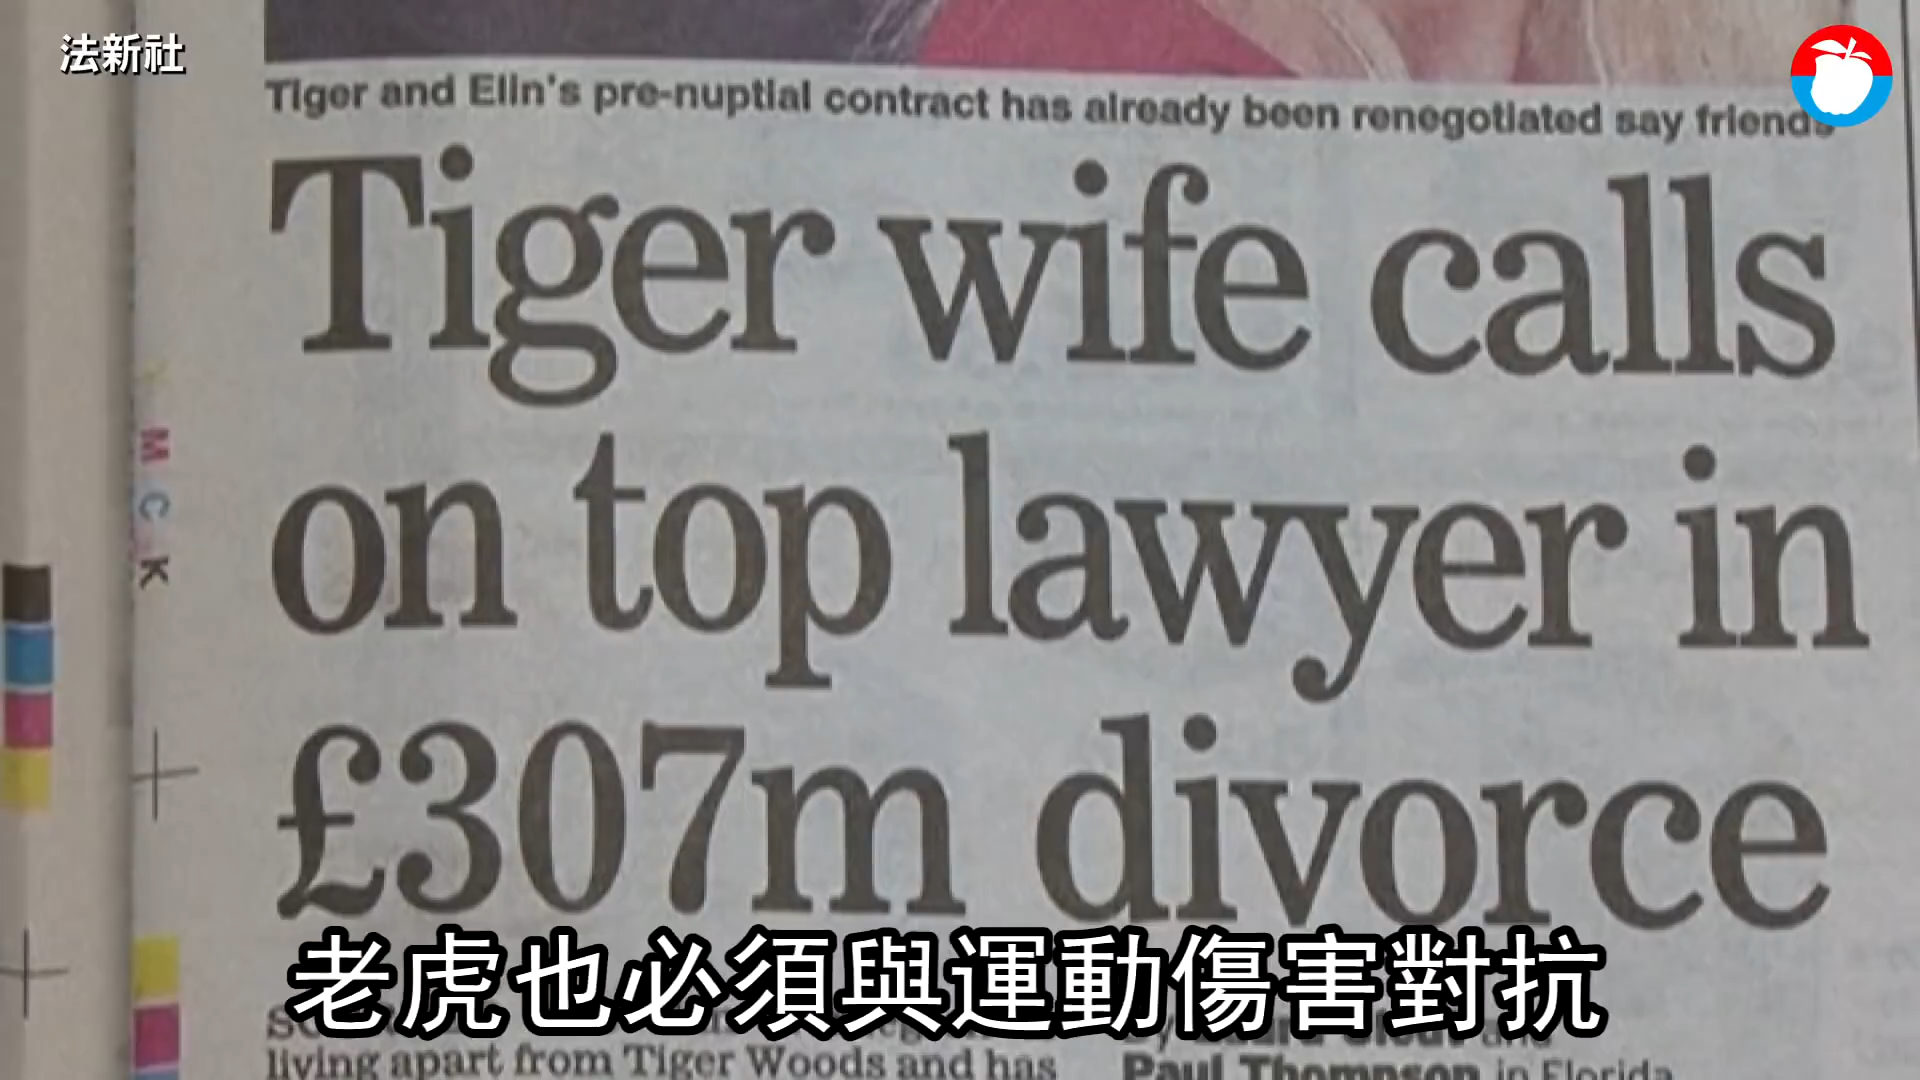 法新社
Tiger and Elin's pre-nuptial contract has already been renegotiated say friends
Tiger wife calls
on top lawyer in
£307m divorce
M C K
老虎也必須與運動傷害對抗
living apart from Tiger Woods and has
Paul Thompson in Florida